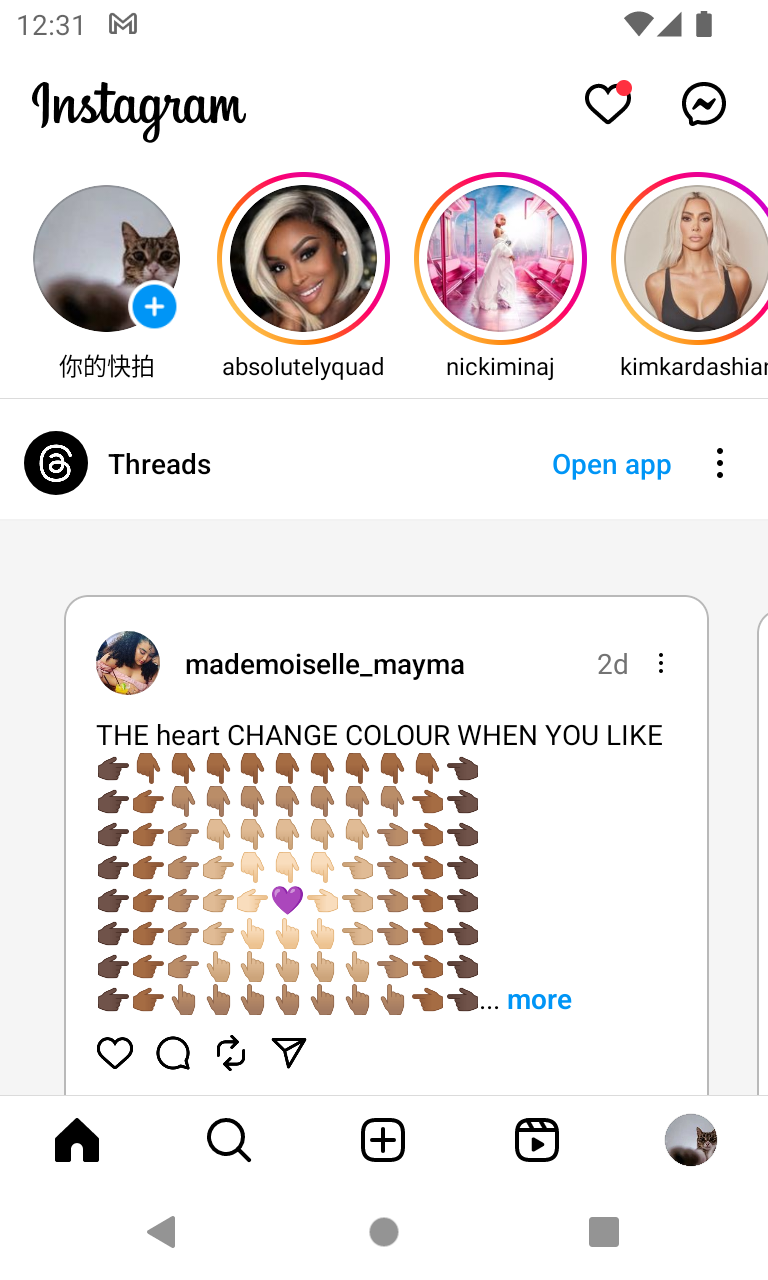 12:31
Instagram
你的快拍
absolutelyquad
nickiminaj
kimkardashian
Threads
Open app
mademoiselle_mayma
2d
THE heart CHANGE COLOUR WHEN YOU LIKE
👉🏿👇🏾👇🏾👇🏾👇🏾👇🏾👇🏾👇🏾👇🏾👇🏾👈🏿
👉🏿👉🏾👇🏽👇🏽👇🏽👇🏽👇🏽👇🏽👇🏽👈🏾👈🏿
👉🏿👉🏾👉🏽👇🏼👇🏼👇🏼👇🏼👇🏼👈🏽👈🏾👈🏿
👉🏿👉🏾👉🏽👉🏼👇🏻👇🏻👇🏻👈🏼👈🏽👈🏾👈🏿
👉🏿👉🏾👉🏽👉🏼👉🏻💜👈🏻👈🏼👈🏽👈🏾👈🏿
👉🏿👉🏾👉🏽👉🏼👆🏻👆🏻👆🏻👈🏼👈🏽👈🏾👈🏿
👉🏿👉🏾👉🏽👆🏼👆🏼👆🏼👆🏼👆🏼👈🏽👈🏾👈🏿
👉🏿👉🏾👆🏽👆🏽👆🏽👆🏽👆🏽👆🏽👆🏽👈🏾👈🏿... more